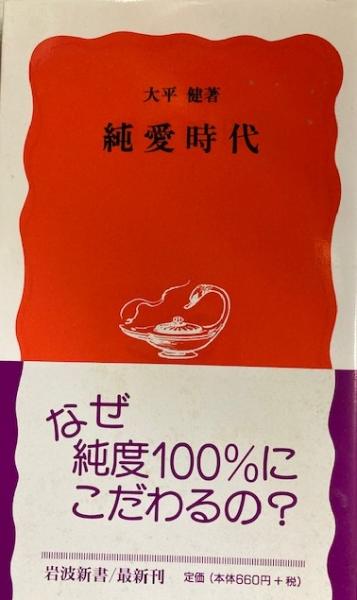 大平 健著
純愛時代
なぜ
純度100%に
こだわるの?
岩波新書/最新刊 定価(本体660円+税)